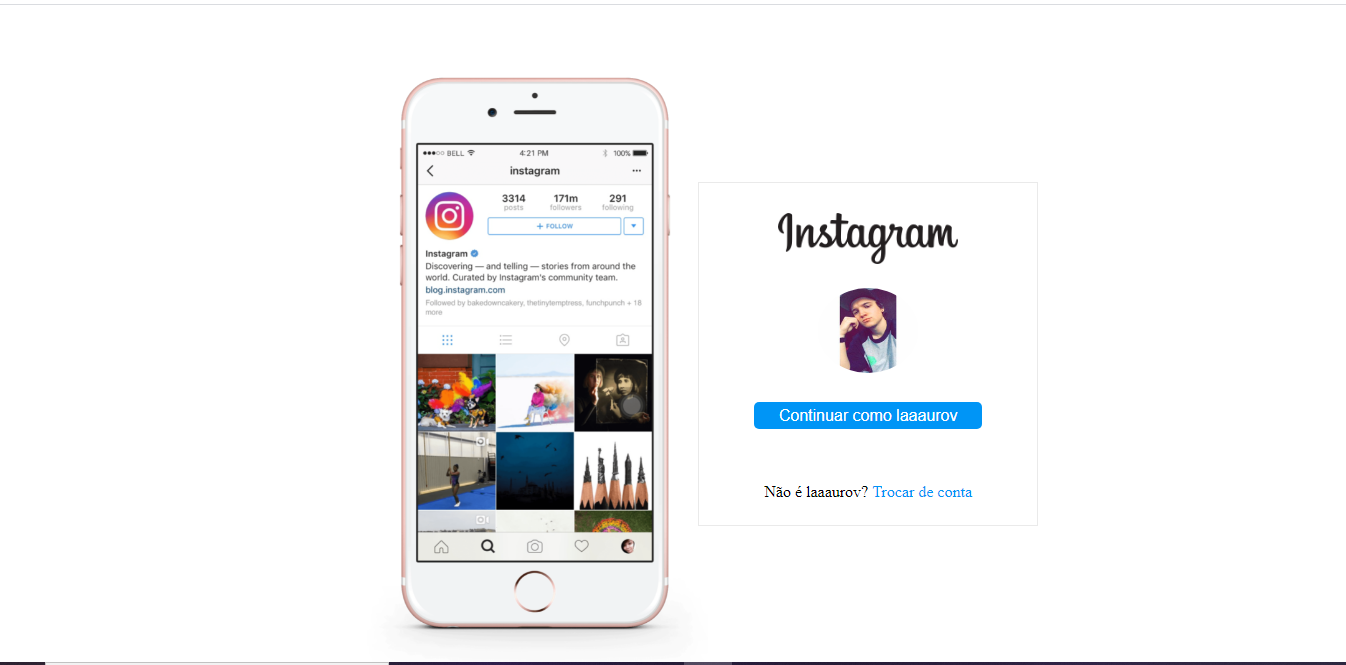 BELL 4:21 PM 100%
instagram
3314 171m 291
posts followers following
+ FOLLOW
Instagram
Discovering — and telling — stories from around the
world. Curated by Instagram's community team.
blog.instagram.com
Followed by bakedowncakery, thetinytemptress, funchpunch + 18
more
Instagram
Continuar como laaaurov
Não é laaaurov? Trocar de conta